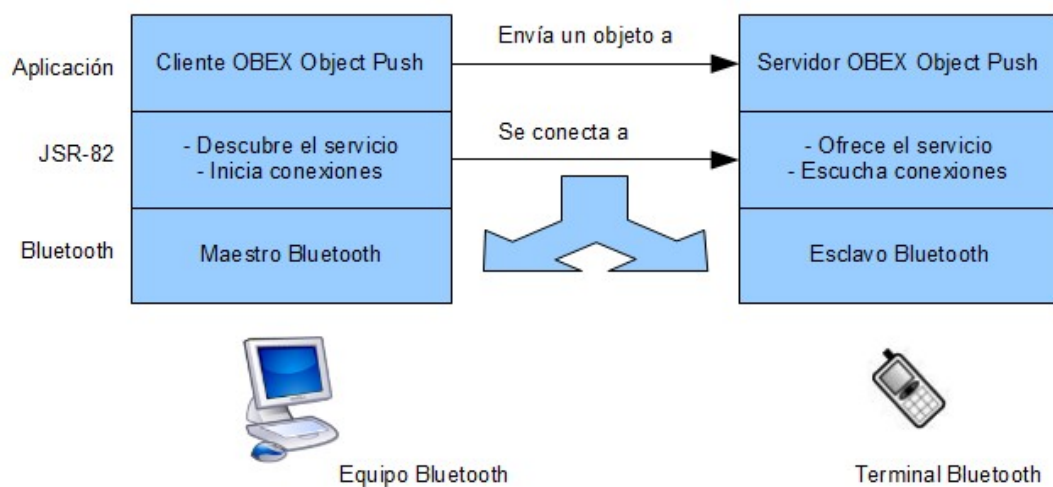 Aplicación
Cliente OBEX Object Push
Envía un objeto a
Servidor OBEX Object Push
JSR-82
- Descubre el servicio
- Inicia conexiones
Se conecta a
- Ofrece el servicio
- Escucha conexiones
Bluetooth
Maestro Bluetooth
Esclavo Bluetooth
Equipo Bluetooth
Terminal Bluetooth